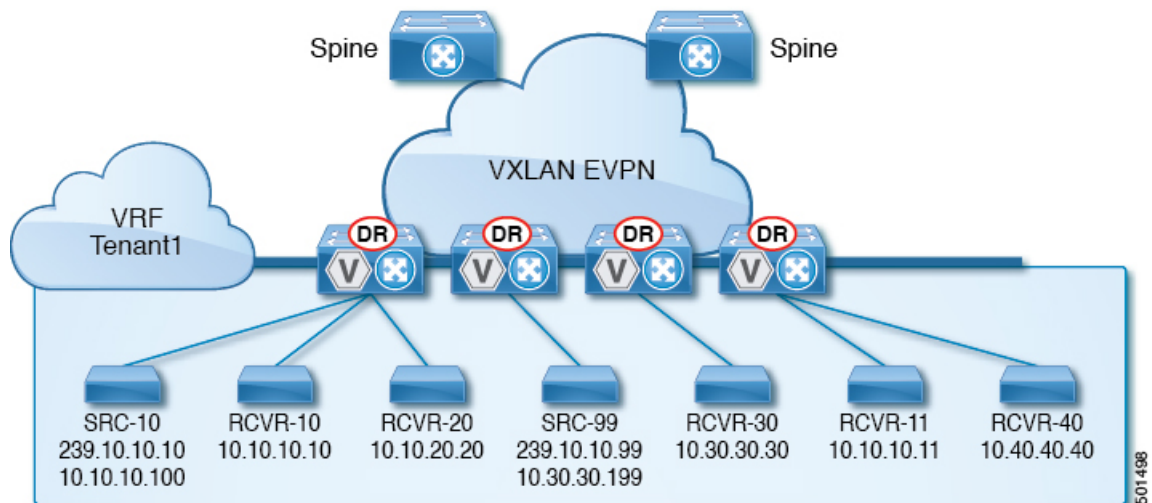 Spine
Spine
VXLAN EVPN
VRF
Tenant1
DR
DR
DR
DR
V
V
V
V
SRC-10
239.10.10.10
10.10.10.100
RCVR-10
10.10.10.10
RCVR-20
10.10.20.20
SRC-99
239.10.10.99
10.30.30.199
RCVR-30
10.30.30.30
RCVR-11
10.10.10.11
RCVR-40
10.40.40.40
501498